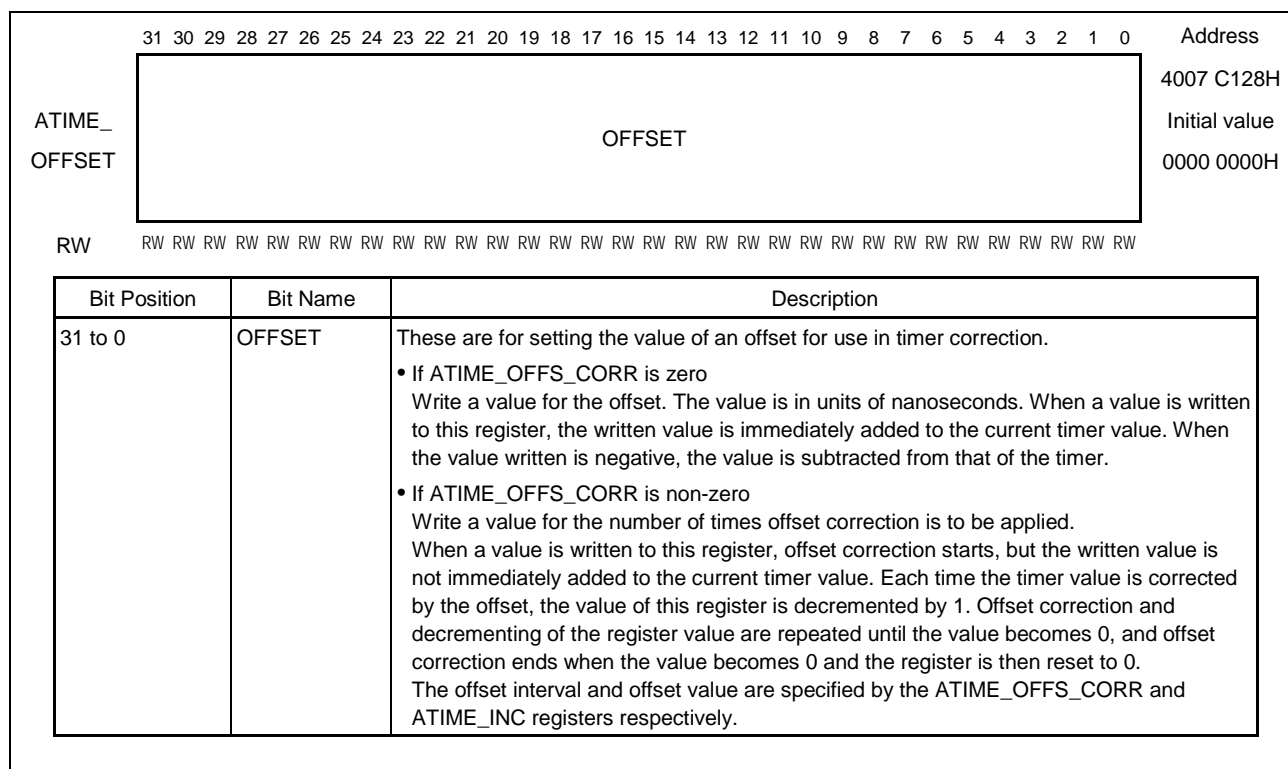 31 30 29 28 27 26 25 24 23 22 21 20 19 18 17 16 15 14 13 12 11 10 9 8 7 6 5 4 3 2 1 0 Address
4007 C128H
ATIME_ Initial value
OFFSET
OFFSET 0000 0000H
RW RW RW RW RW RW RW RW RW RW RW RW RW RW RW RW RW RW RW RW RW RW RW RW RW RW RW RW RW RW RW RW RW
Bit Position Bit Name Description
31 to 0 OFFSET These are for setting the value of an offset for use in timer correction.
• If ATIME_OFFS_CORR is zero
Write a value for the offset. The value is in units of nanoseconds. When a value is written
to this register, the written value is immediately added to the current timer value. When
the value written is negative, the value is subtracted from that of the timer.
• If ATIME_OFFS_CORR is non-zero
Write a value for the number of times offset correction is to be applied.
When a value is written to this register, offset correction starts, but the written value is
not immediately added to the current timer value. Each time the timer value is corrected
by the offset, the value of this register is decremented by 1. Offset correction and
decrementing of the register value are repeated until the value becomes 0, and offset
correction ends when the value becomes 0 and the register is then reset to 0.
The offset interval and offset value are specified by the ATIME_OFFS_CORR and
ATIME_INC registers respectively.